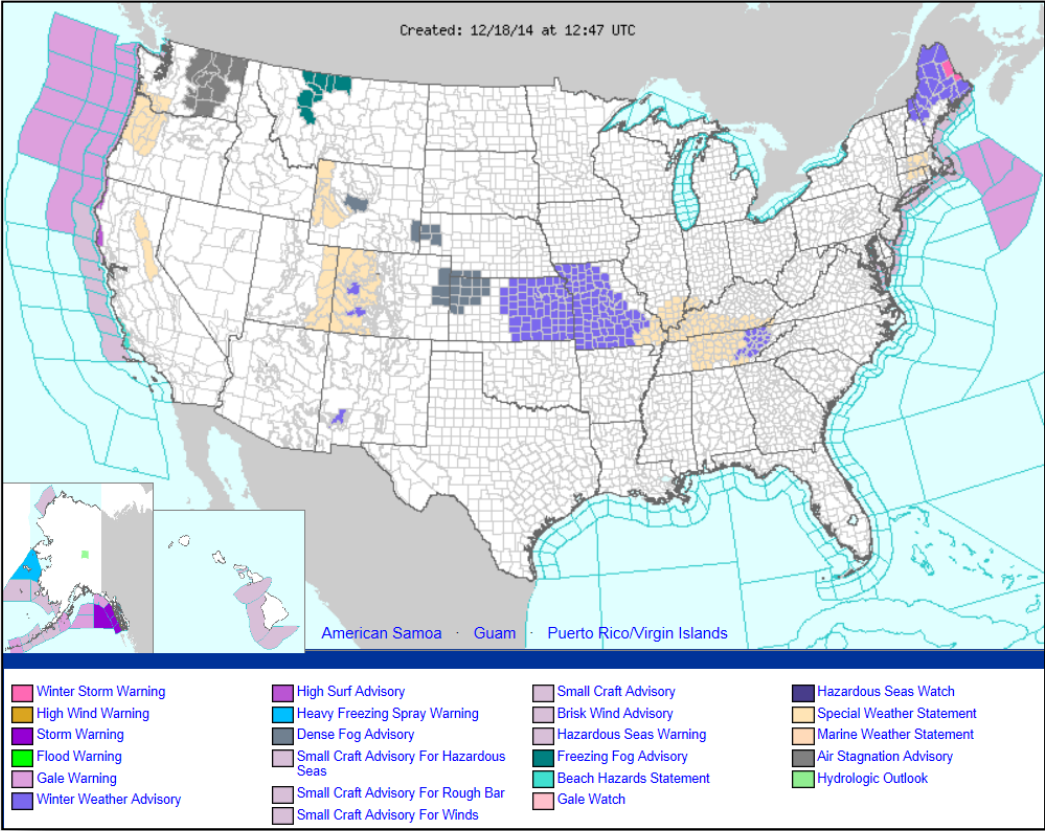 Created: 12/18/14 at 12:47 UTC
American Samoa · Guam · Puerto Rico/Virgin Islands
Winter Storm Warning
High Wind Warning
Storm Warning
Flood Warning
Gale Warning
Winter Weather Advisory
High Surf Advisory
Heavy Freezing Spray Warning
Dense Fog Advisory
Small Craft Advisory For Hazardous
Seas
Small Craft Advisory For Rough Bar
Small Craft Advisory For Winds
Small Craft Advisory
Brisk Wind Advisory
Hazardous Seas Warning
Freezing Fog Advisory
Beach Hazards Statement
Gale Watch
Hazardous Seas Watch
Special Weather Statement
Marine Weather Statement
Air Stagnation Advisory
Hydrologic Outlook